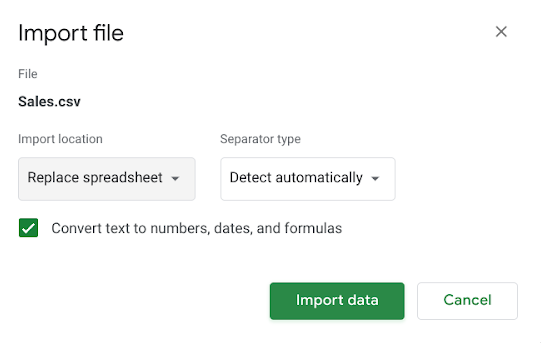 Import file
File
Sales.csv
Import location Separator type
Replace spreadsheet Detect automatically
Convert text to numbers, dates, and formulas
Import data Cancel